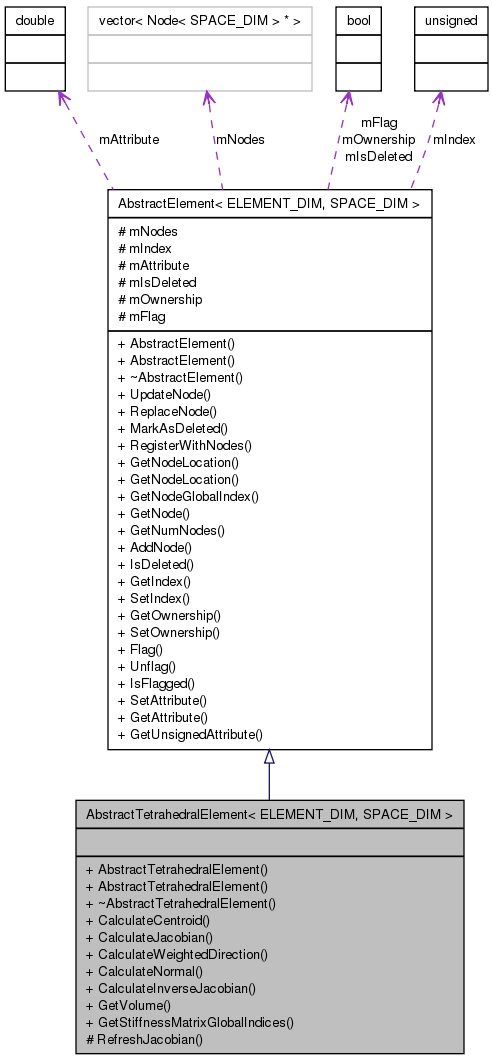 double
vector< Node< SPACE_DIM > * >
bool
unsigned
mAttribute
mNodes
mFlag
mOwnership
mIsDeleted
mIndex
AbstractElement< ELEMENT_DIM, SPACE_DIM >
# mNodes
# mIndex
# mAttribute
# mIsDeleted
# mOwnership
# mFlag
+ AbstractElement()
+ AbstractElement()
+ ~AbstractElement()
+ UpdateNode()
+ ReplaceNode()
+ MarkAsDeleted()
+ RegisterWithNodes()
+ GetNodeLocation()
+ GetNodeLocation()
+ GetNodeGlobalIndex()
+ GetNode()
+ GetNumNodes()
+ AddNode()
+ IsDeleted()
+ GetIndex()
+ SetIndex()
+ GetOwnership()
+ SetOwnership()
+ Flag()
+ Unflag()
+ IsFlagged()
+ SetAttribute()
+ GetAttribute()
+ GetUnsignedAttribute()
AbstractTetrahedralElement< ELEMENT_DIM, SPACE_DIM >
+ AbstractTetrahedralElement()
+ AbstractTetrahedralElement()
+ ~AbstractTetrahedralElement()
+ CalculateCentroid()
+ CalculateJacobian()
+ CalculateWeightedDirection()
+ CalculateNormal()
+ CalculateInverseJacobian()
+ GetVolume()
+ GetStiffnessMatrixGlobalIndices()
# RefreshJacobian()